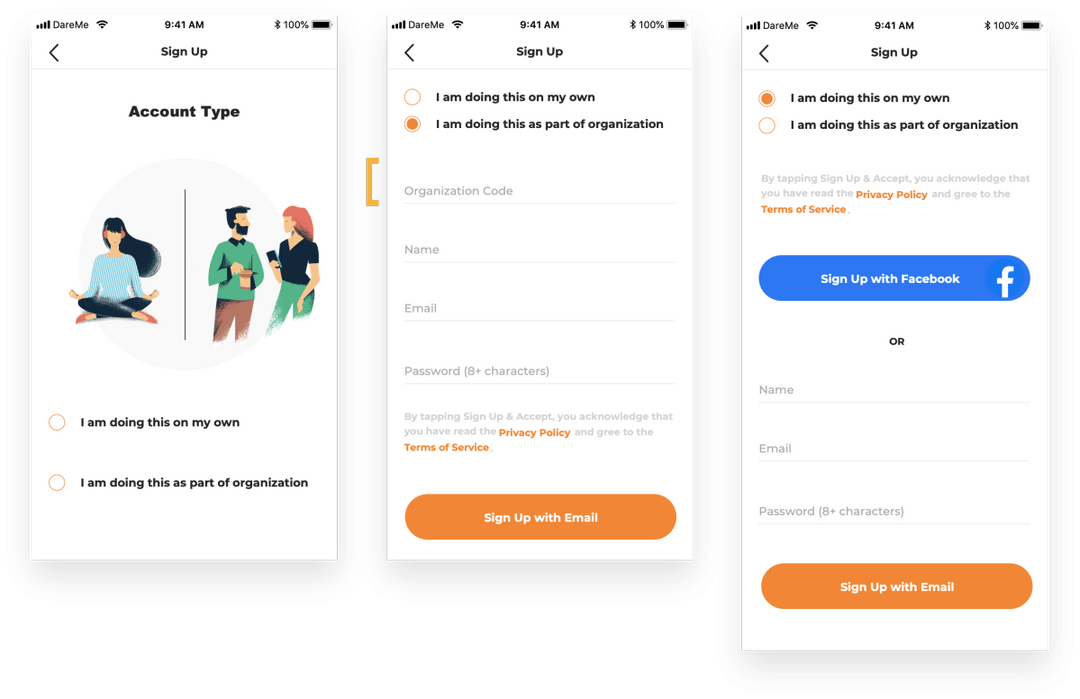 DareMe 9:41 AM 100%
Sign Up
Account Type
I am doing this on my own
I am doing this as part of organization
DareMe 9:41 AM 100%
Sign Up
I am doing this on my own
I am doing this as part of organization
Organization Code
Name
Email
Password (8+ characters)
By tapping Sign Up & Accept, you acknowledge that
you have read the Privacy Policy and gree to the
Terms of Service.
Sign Up with Email
DareMe 9:41 AM 100%
Sign Up
I am doing this on my own
I am doing this as part of organization
By tapping Sign Up & Accept, you acknowledge that
you have read the Privacy Policy and gree to the
Terms of Service.
Sign Up with Facebook
OR
Name
Email
Password (8+ characters)
Sign Up with Email